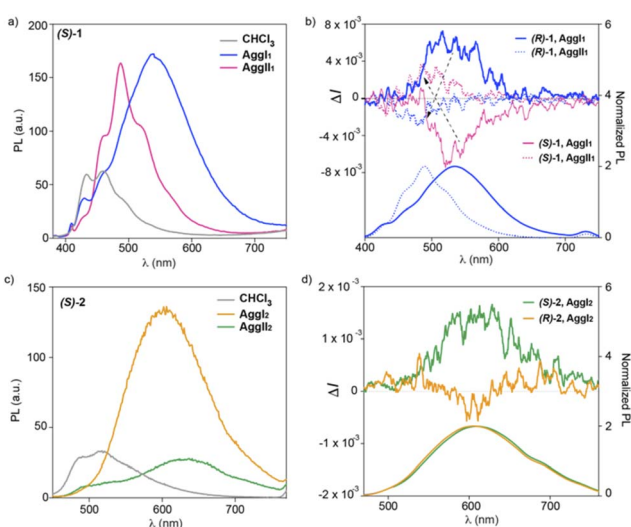 a)
200
150
100
50
0
PL (a.u.)
(S)-1
CHCl3
AggI1
AggII1
400 500 600 700
λ (nm)
b)
8 x 10-3
4 x 10-3
0
-4 x 10-3
-8 x 10-3
ΔI
(R)-1, AggI1
(R)-1, AggII1
(S)-1, AggI1
(S)-1, AggII1
6
4
2
0
Normalized PL
400 500 600 700
λ (nm)
c)
150
100
50
0
PL (a.u.)
(S)-2
CHCl3
AggI2
AggII2
500 600 700
λ (nm)
d)
2 x 10-3
1 x 10-3
0
-1 x 10-3
-2 x 10-3
ΔI
(S)-2, AggI2
(R)-2, AggI2
6
4
2
0
Normalized PL
500 600 700
λ (nm)